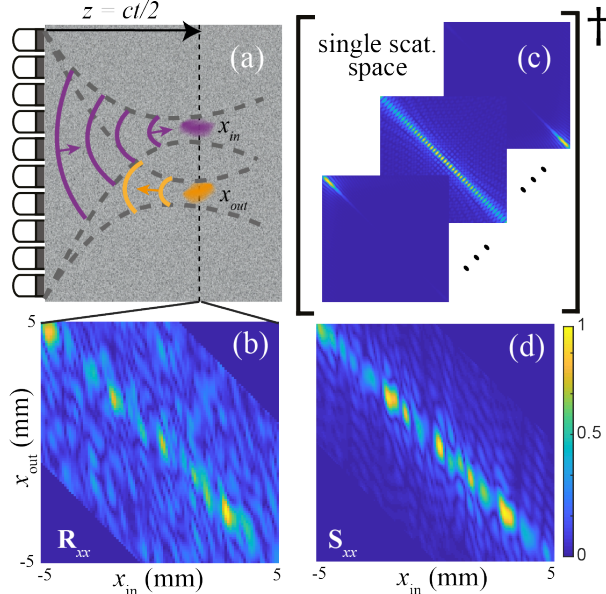 z = ct/2
(a)
x_in
x_out
single scat.
space
(c)
†
5
(b)
x_out (mm)
R_xx
-5
-5
x_in (mm)
5
(d)
S_xx
-5
x_in (mm)
5
1
0.5
0